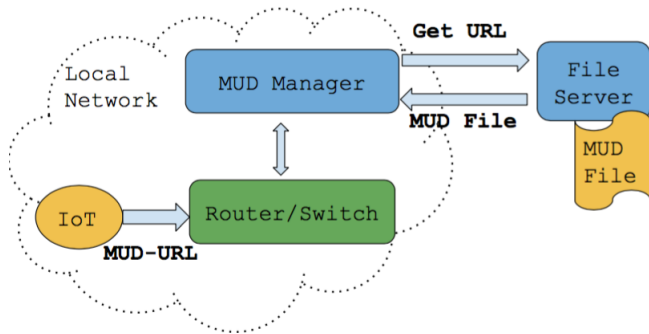 Get URL
Local
Network
MUD Manager
File
Server
MUD File
MUD
File
IoT
Router/Switch
MUD-URL